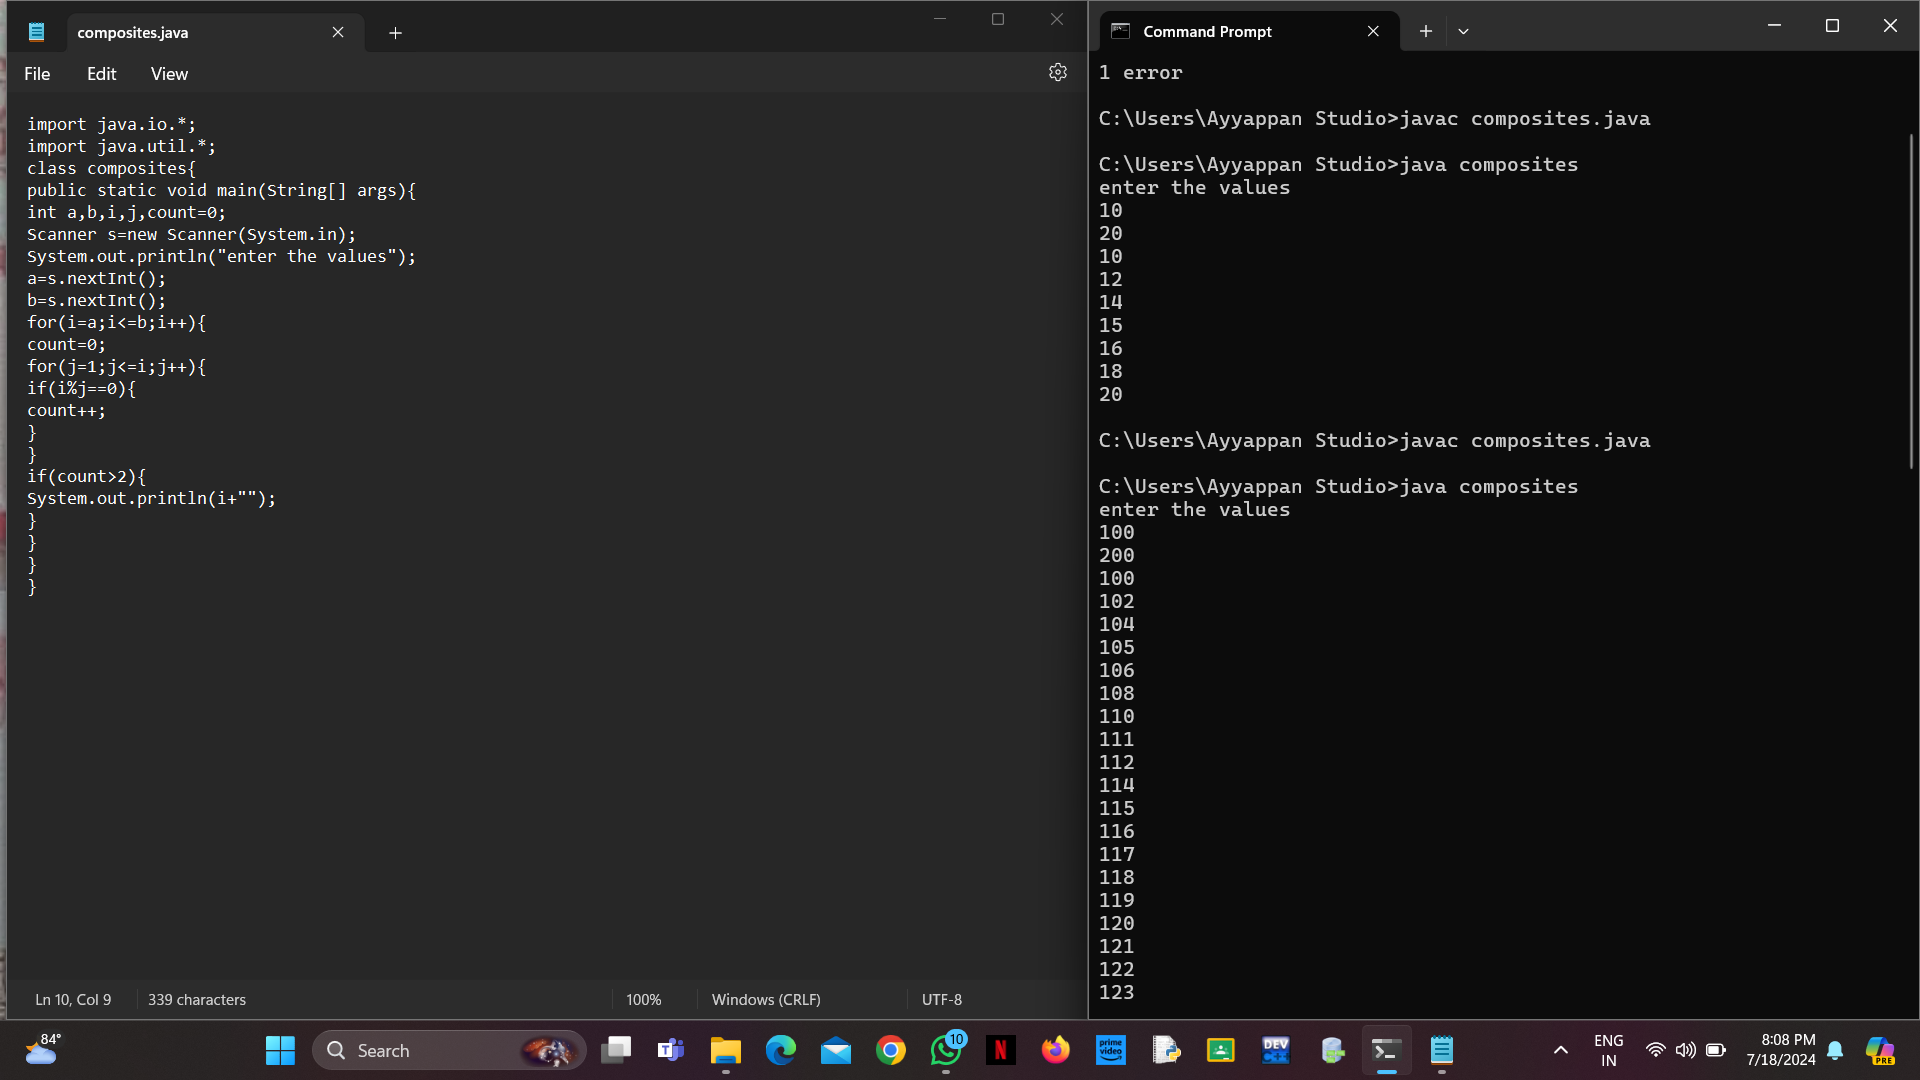 composites.java
File Edit View
import java.io.*;
import java.util.*;
class composites{
public static void main(String[] args){
int a,b,i,j,count=0;
Scanner s=new Scanner(System.in);
System.out.println("enter the values");
a=s.nextInt();
b=s.nextInt();
for(i=a;i<=b;i++){
count=0;
for(j=1;j<=i;j++){
if(i%j==0){
count++;
}
}
if(count>2){
System.out.println(i+"");
}
}
}
}
Ln 10, Col 9 339 characters 100% Windows (CRLF) UTF-8
Command Prompt
1 error
C:\Users\Ayyappan Studio>javac composites.java
C:\Users\Ayyappan Studio>java composites
enter the values
10
20
10
12
14
15
16
18
20
C:\Users\Ayyappan Studio>javac composites.java
C:\Users\Ayyappan Studio>java composites
enter the values
100
200
100
102
104
105
106
108
110
111
112
114
115
116
117
118
119
120
121
122
123
84°
Search
T
10
N
prime video
DEV C++
ENG
IN
8:08 PM
7/18/2024
PRE